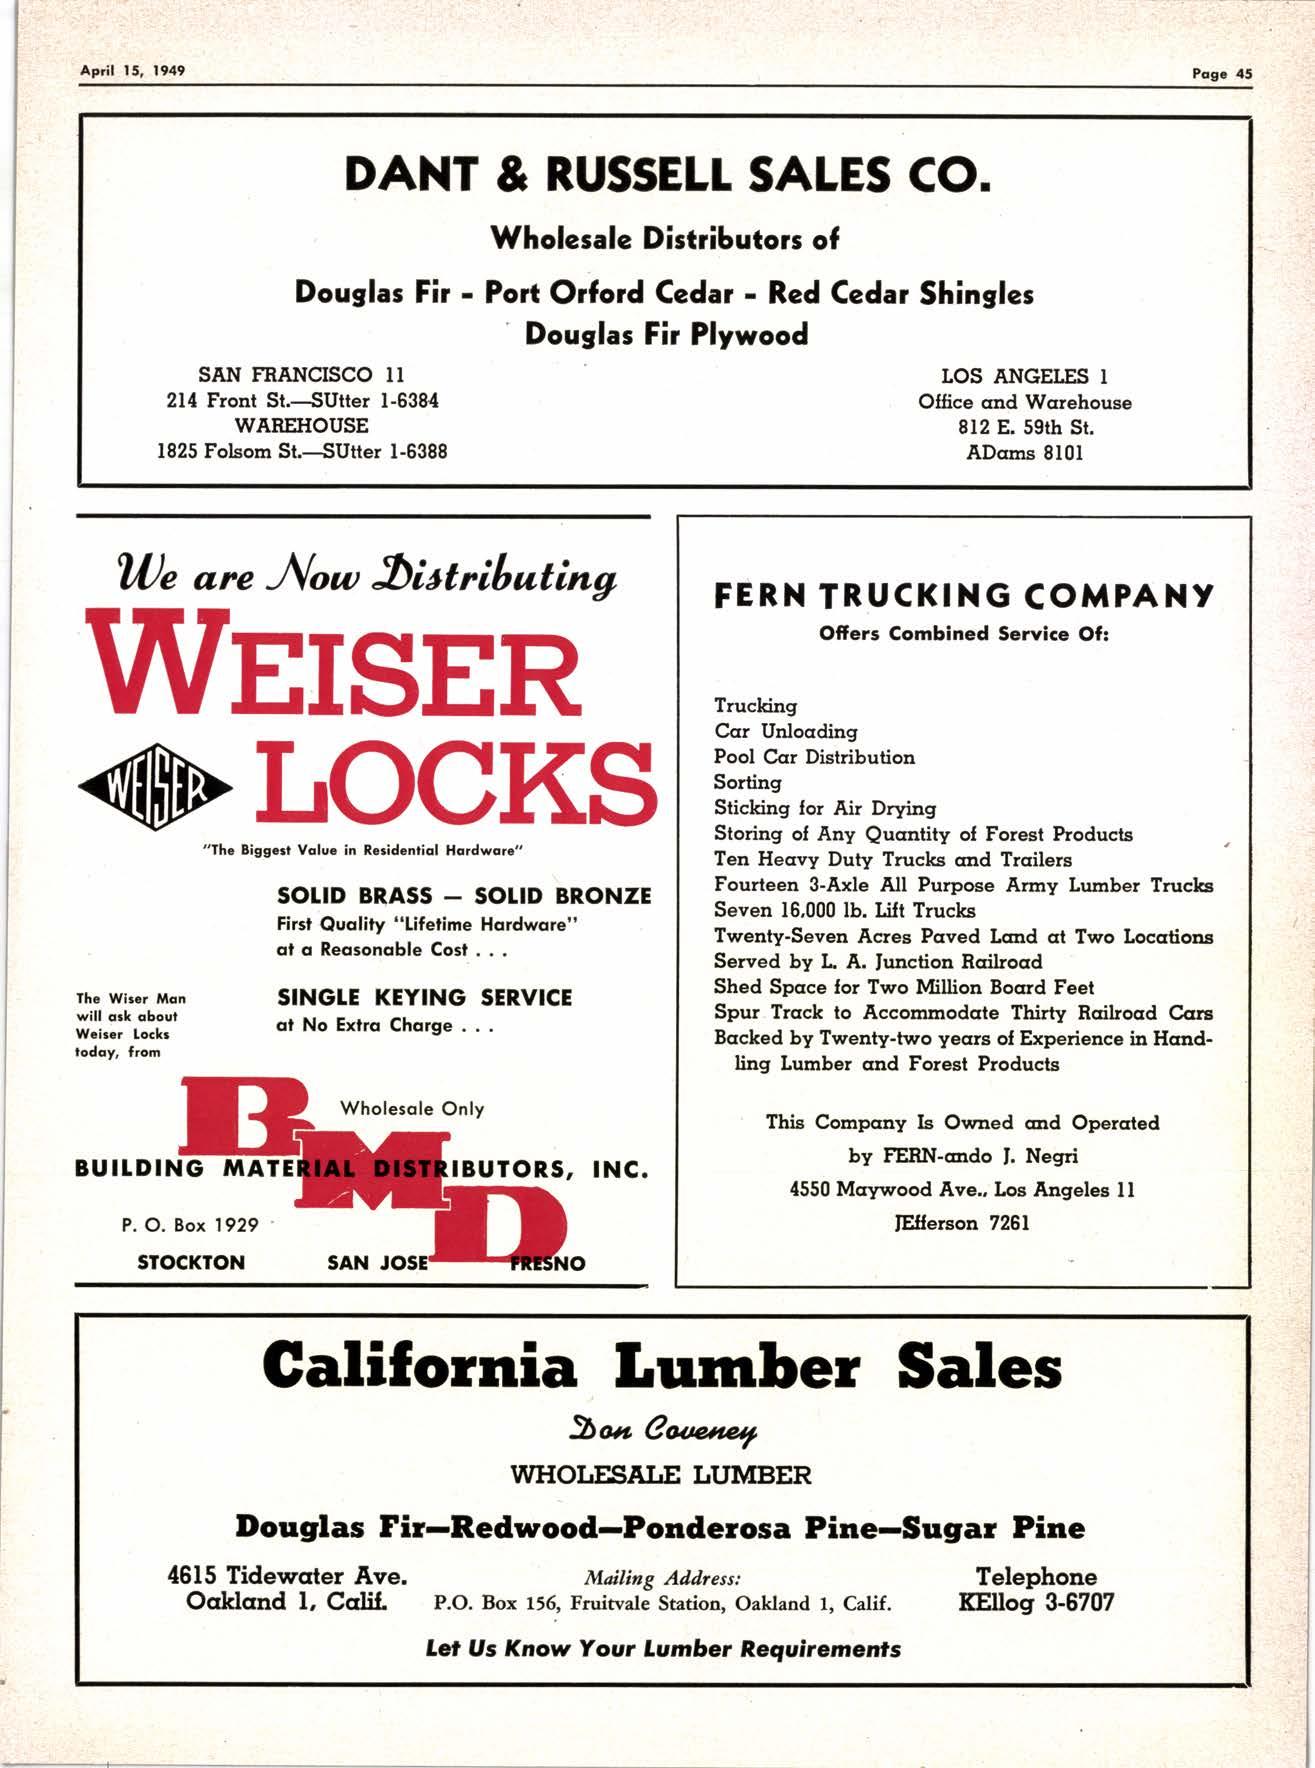 April 15, 1949
Page 45
DANT & RUSSELL SALES CO.
Wholesale Distributors of
Douglas Fir - Port Orford Cedar - Red Cedar Shingles
Douglas Fir Plywood
SAN FRANCISCO 11
214 Front St.—SUtter 1-6384
WAREHOUSE
1825 Folsom St.—SUtter 1-6388
LOS ANGELES 1
Office and Warehouse
812 E. 59th St.
ADams 8101
We are Now Distributing
WEISER
LOCKS
WEISER
"The Biggest Value in Residential Hardware"
SOLID BRASS — SOLID BRONZE
First Quality "Lifetime Hardware"
at a Reasonable Cost . . .
SINGLE KEYING SERVICE
at No Extra Charge . . .
The Wiser Man
will ask about
Weiser Locks
today, from
BMD
Wholesale Only
BUILDING MATERIAL DISTRIBUTORS, INC.
P. O. Box 1929
STOCKTON SAN JOSE FRESNO
FERN TRUCKING COMPANY
Offers Combined Service Of:
Trucking
Car Unloading
Pool Car Distribution
Sorting
Sticking for Air Drying
Storing of Any Quantity of Forest Products
Ten Heavy Duty Trucks and Trailers
Fourteen 3-Axle All Purpose Army Lumber Trucks
Seven 16,000 lb. Lift Trucks
Twenty-Seven Acres Paved Land at Two Locations
Served by L. A. Junction Railroad
Shed Space for Two Million Board Feet
Spur Track to Accommodate Thirty Railroad Cars
Backed by Twenty-two years of Experience in Hand-
ling Lumber and Forest Products
This Company Is Owned and Operated
by FERN-ando J. Negri
4550 Maywood Ave., Los Angeles 11
JEfferson 7261
California Lumber Sales
Don Coveney
WHOLESALE LUMBER
Douglas Fir—Redwood—Ponderosa Pine—Sugar Pine
4615 Tidewater Ave.
Oakland 1, Calif.
Mailing Address:
P.O. Box 156, Fruitvale Station, Oakland 1, Calif.
Telephone
KEllog 3-6707
Let Us Know Your Lumber Requirements